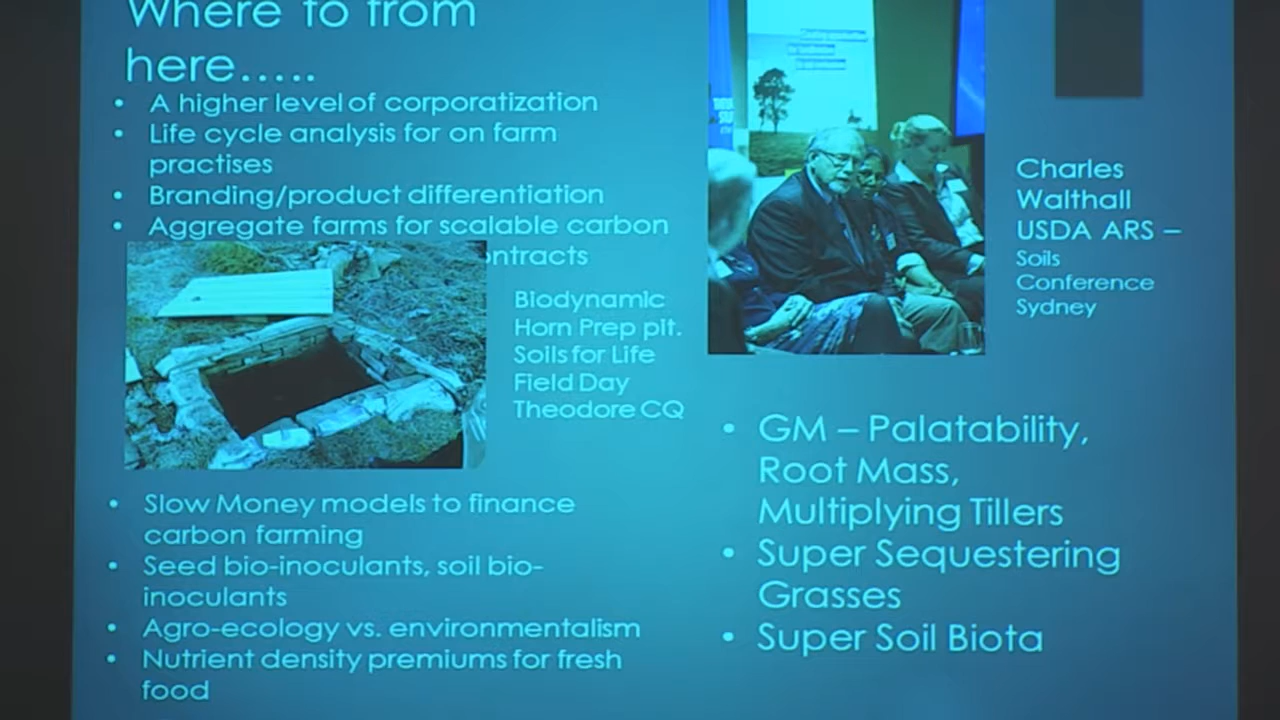 Where to from
here.....
• A higher level of corporatization
• Life cycle analysis for on farm
practises
• Branding/product differentiation
• Aggregate farms for scalable carbon
ntracts
Biodynamic
Horn Prep pit.
Soils for Life
Field Day
Theodore CQ
• Slow Money models to finance
carbon farming
• Seed bio-inoculants, soil bio-
inoculants
• Agro-ecology vs. environmentalism
• Nutrient density premiums for fresh
food
Charles
Walthall
USDA ARS –
Soils
Conference
Sydney
• GM – Palatability,
Root Mass,
Multiplying Tillers
• Super Sequestering
Grasses
• Super Soil Biota